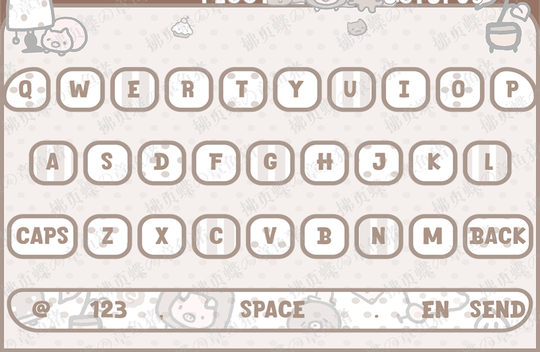 Q W E R T Y U I O P
A S D F G H J K L
CAPS Z X C V B N M BACK
@ 123 , SPACE . EN SEND